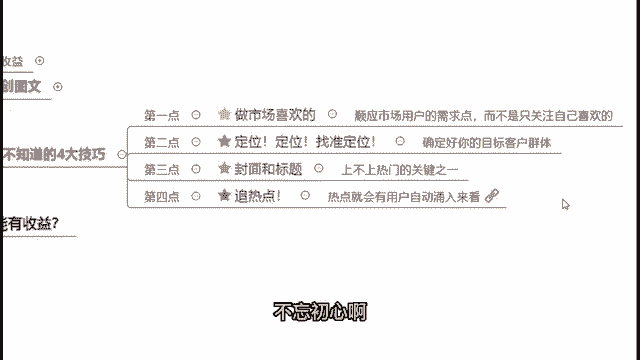 收益
创图文
第一点 做市场喜欢的 顺应市场用户的需求点，而不是只关注自己喜欢的
第二点 定位！定位！找准定位！ 确定好你的目标客户群体
不知道的4大技巧
第三点 封面和标题 上不上热门的关键之一
第四点 追热点！ 热点就会有用户自动涌入来看
能有收益？
不忘初心啊